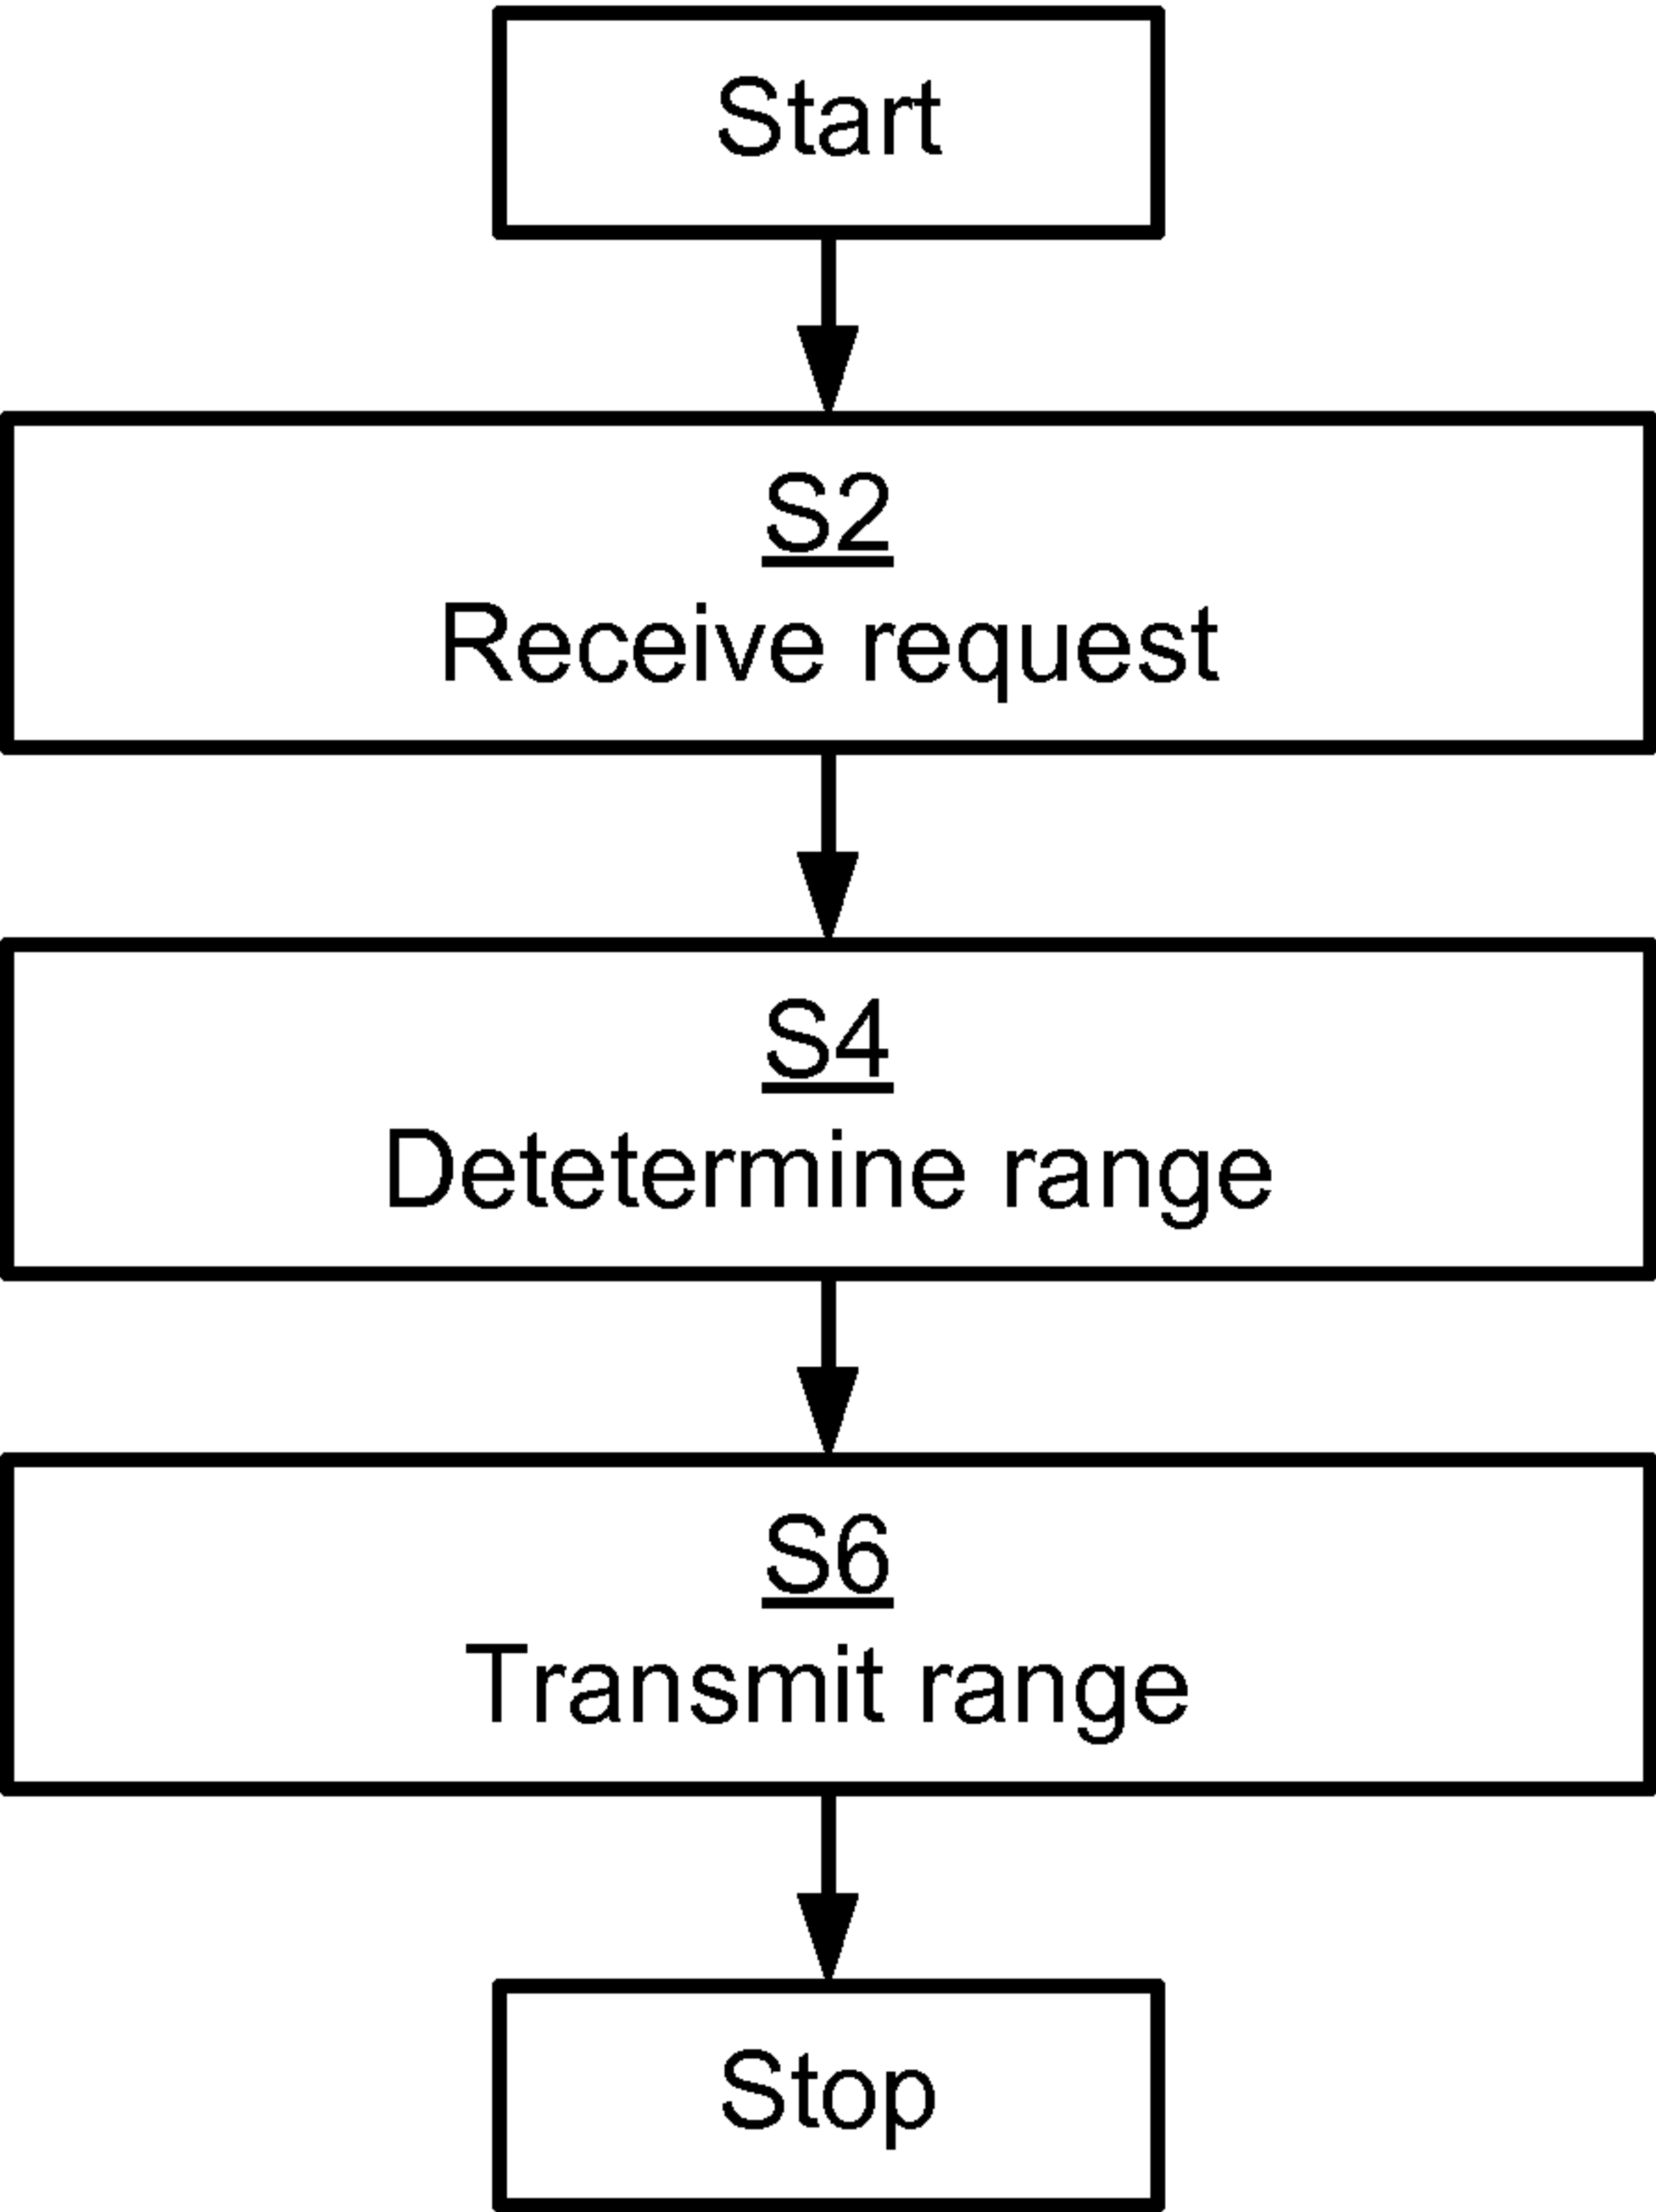 Start
S2
Receive request
S4
Detetermine range
S6
Transmit range
Stop